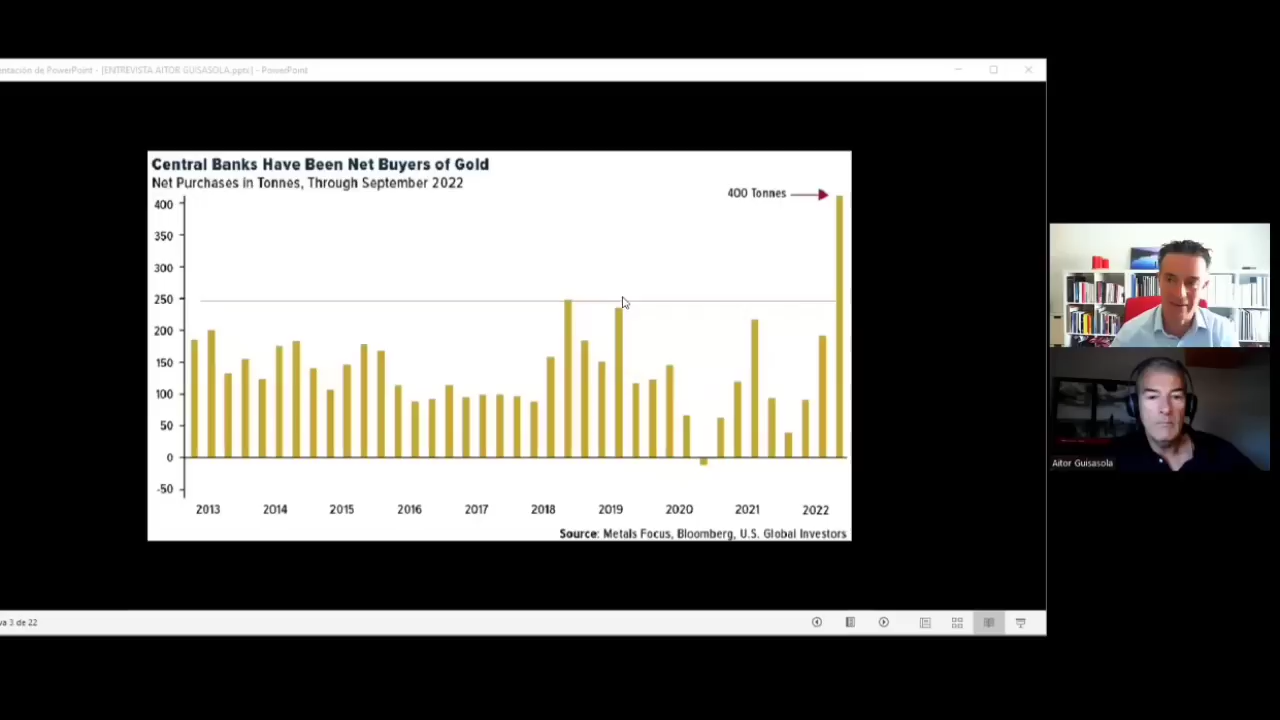 entación de PowerPoint - [ENTREVISTA AITOR GUISASOLA.pptx] - PowerPoint
Central Banks Have Been Net Buyers of Gold
Net Purchases in Tonnes, Through September 2022
400 Tonnes
400
350
300
250
200
150
100
50
0
-50
2013 2014 2015 2016 2017 2018 2019 2020 2021 2022
Source: Metals Focus, Bloomberg, U.S. Global Investors
Aitor Guisasola
va 3 de 22